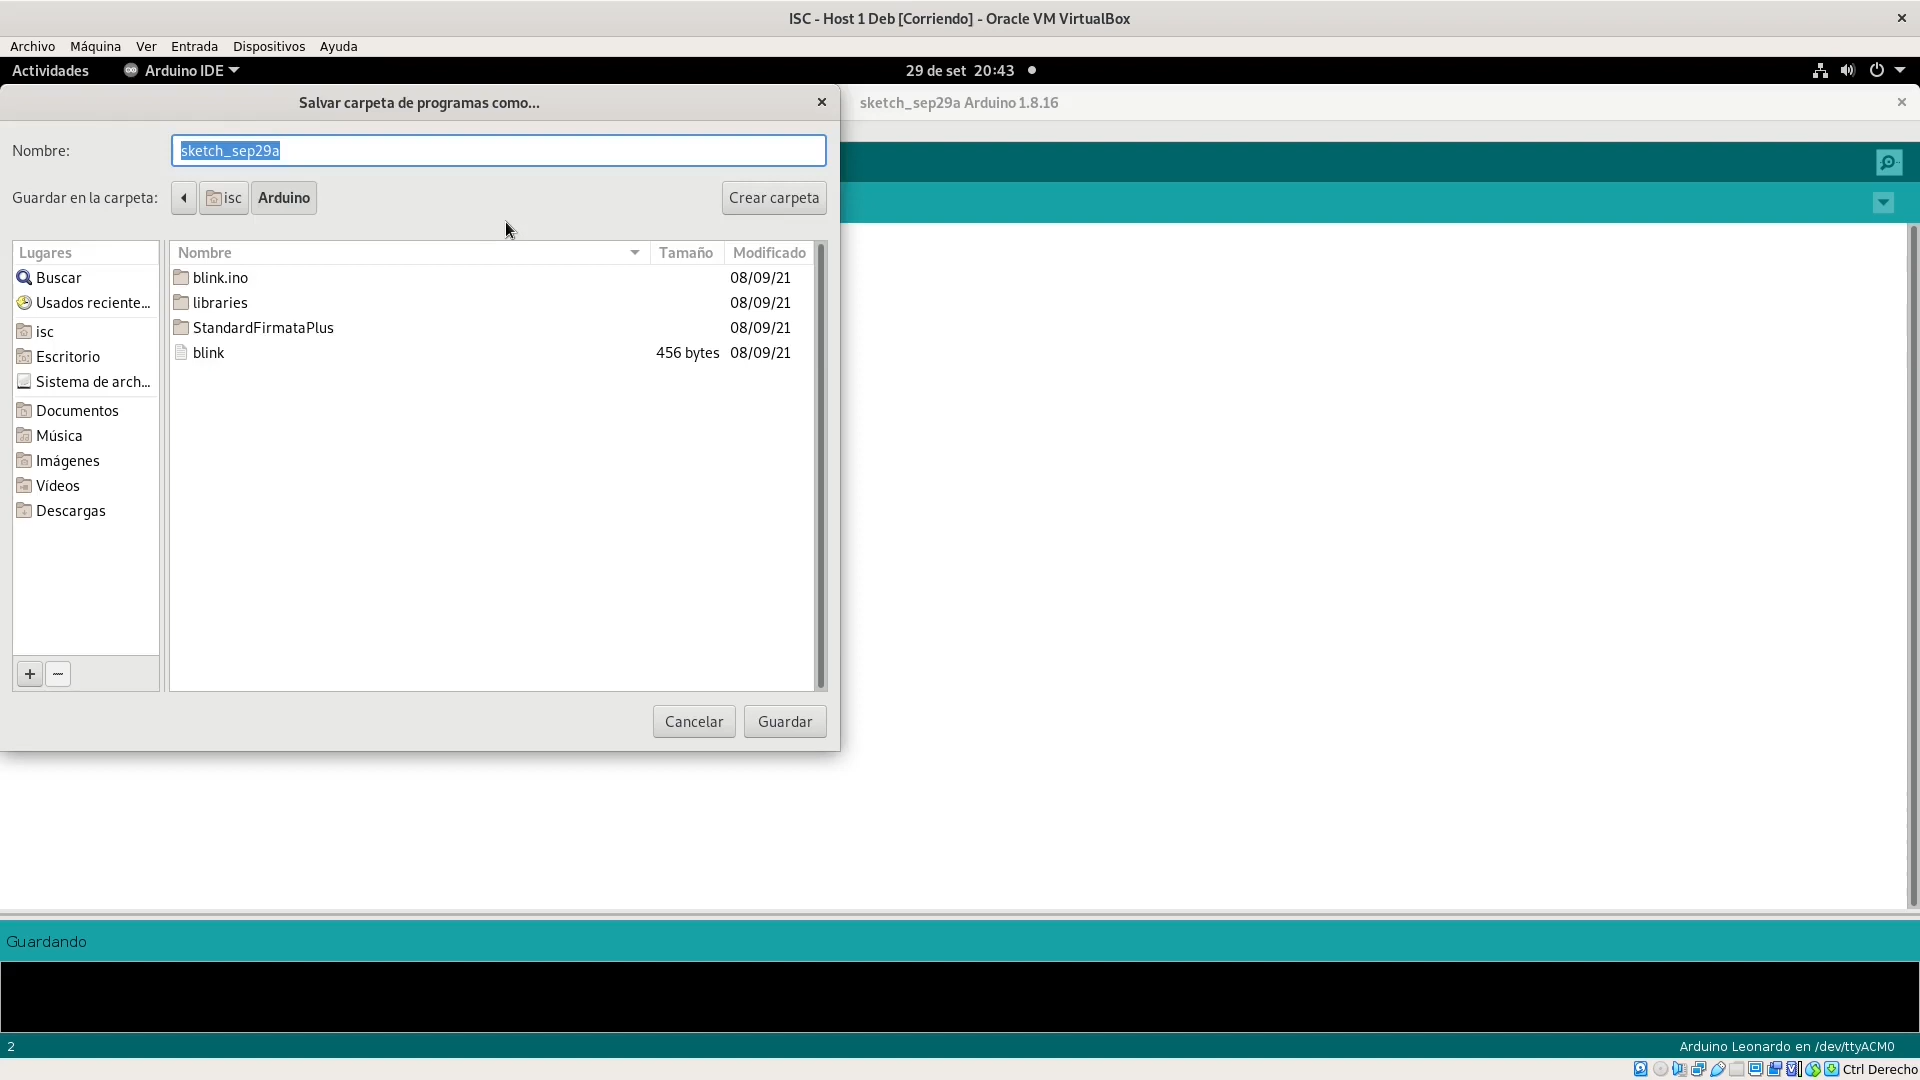 ISC - Host 1 Deb [Corriendo] - Oracle VM VirtualBox
Archivo Máquina Ver Entrada Dispositivos Ayuda
Actividades Arduino IDE 29 de set 20:43
Salvar carpeta de programas como...
sketch_sep29a Arduino 1.8.16
Nombre: sketch_sep29a
Guardar en la carpeta: isc Arduino Crear carpeta
Lugares
Buscar
Usados reciente...
isc
Escritorio
Sistema de arch...
Documentos
Música
Imágenes
Vídeos
Descargas
Nombre Tamaño Modificado
blink.ino 08/09/21
libraries 08/09/21
StandardFirmataPlus 08/09/21
blink 456 bytes 08/09/21
Cancelar Guardar
Guardando
2 Arduino Leonardo en /dev/ttyACM0
Ctrl Derecho